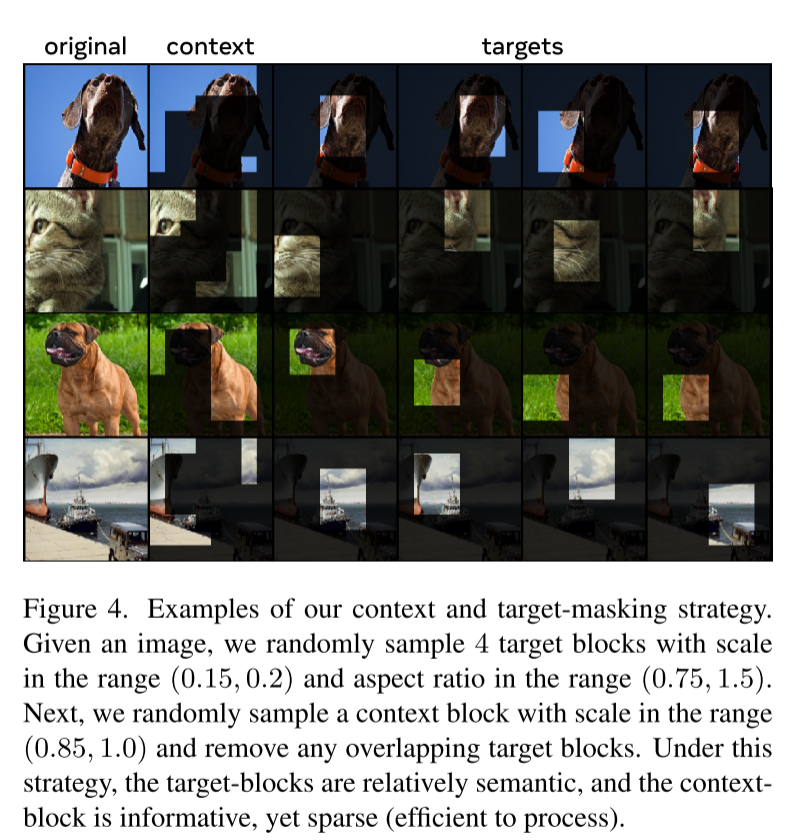 original context targets
Figure 4. Examples of our context and target-masking strategy.
Given an image, we randomly sample 4 target blocks with scale
in the range (0.15, 0.2) and aspect ratio in the range (0.75, 1.5).
Next, we randomly sample a context block with scale in the range
(0.85, 1.0) and remove any overlapping target blocks. Under this
strategy, the target-blocks are relatively semantic, and the context-
block is informative, yet sparse (efficient to process).